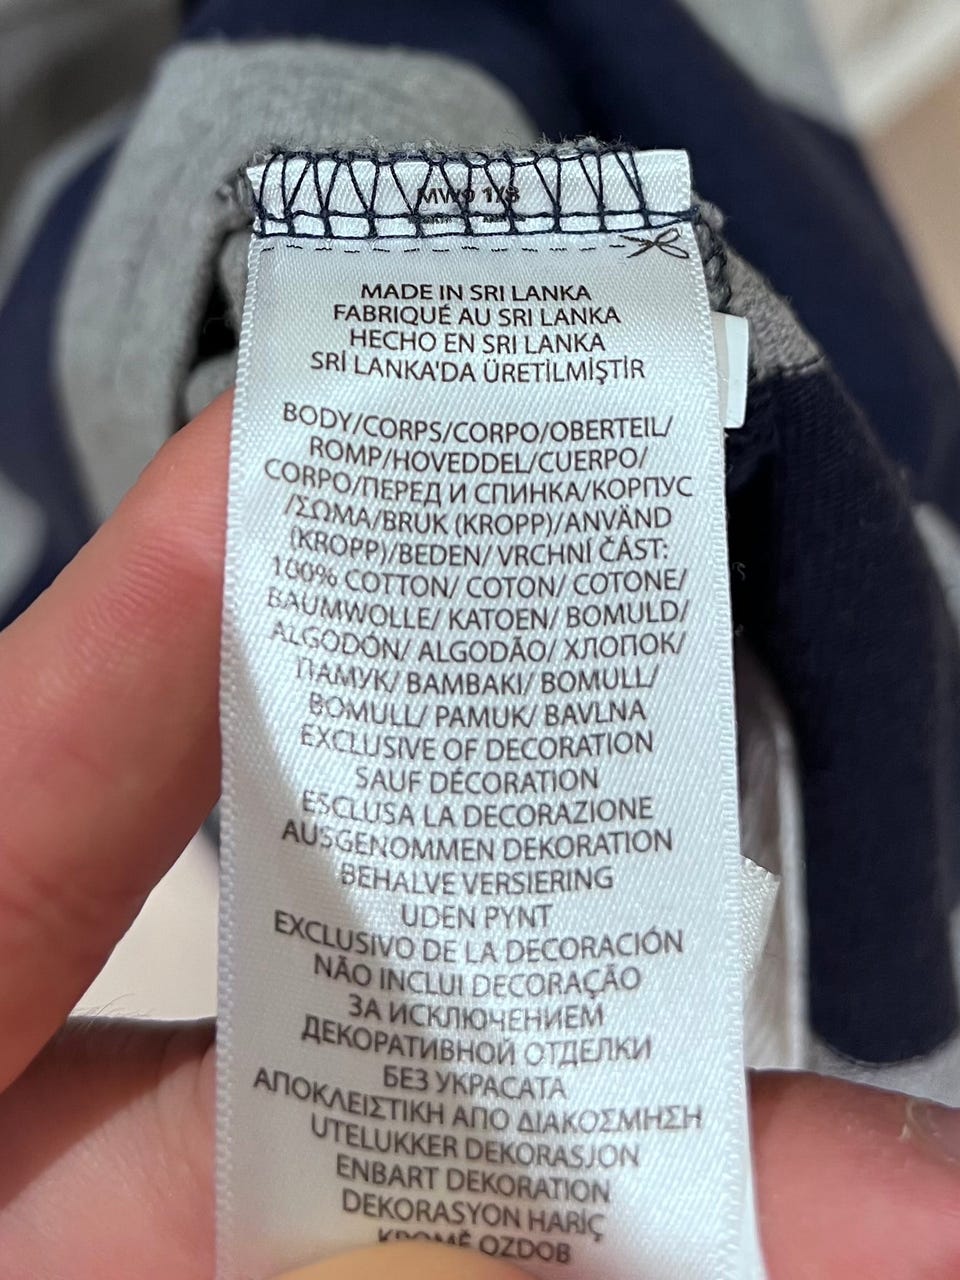 MADE IN SRI LANKA
FABRIQUÉ AU SRI LANKA
HECHO EN SRI LANKA
SRİ LANKA'DA ÜRETİLMİŞTİR
BODY/CORPS/CORPO/OBERTEIL/
ROMP/HOVEDDEL/CUERPO/
CORPO/ПЕРЕД И СПИНКА/КОРПУС
/ΣΩΜΑ/BRUK (KROPP)/ANVÄND
(KROPP)/BEDEN/ VRCHNÍ ČÁST:
100% COTTON/ COTON/ COTONE/
BAUMWOLLE/ KATOEN/ BOMULD/
ALGODÓN/ ALGODÃO/ ХЛОПОК/
ПАМУК/ BAMBAKI/ BOMULL/
BOMULL/ PAMUK/ BAVLNA
EXCLUSIVE OF DECORATION
SAUF DÉCORATION
ESCLUSA LA DECORAZIONE
AUSGENOMMEN DEKORATION
BEHALVE VERSIERING
UDEN PYNT
EXCLUSIVO DE LA DECORACIÓN
NÃO INCLUI DECORAÇÃO
ЗА ИСКЛЮЧЕНИЕМ
ДЕКОРАТИВНОЙ ОТДЕЛКИ
БЕЗ УКРАСАТА
ΑΠΟΚΛΕΙΣΤΙΚΗ ΑΠΟ ΔΙΑΚΟΣΜΗΣΗ
UTELUKKER DEKORASJON
ENBART DEKORATION
DEKORASYON HARİÇ
KROMĚ OZDOB